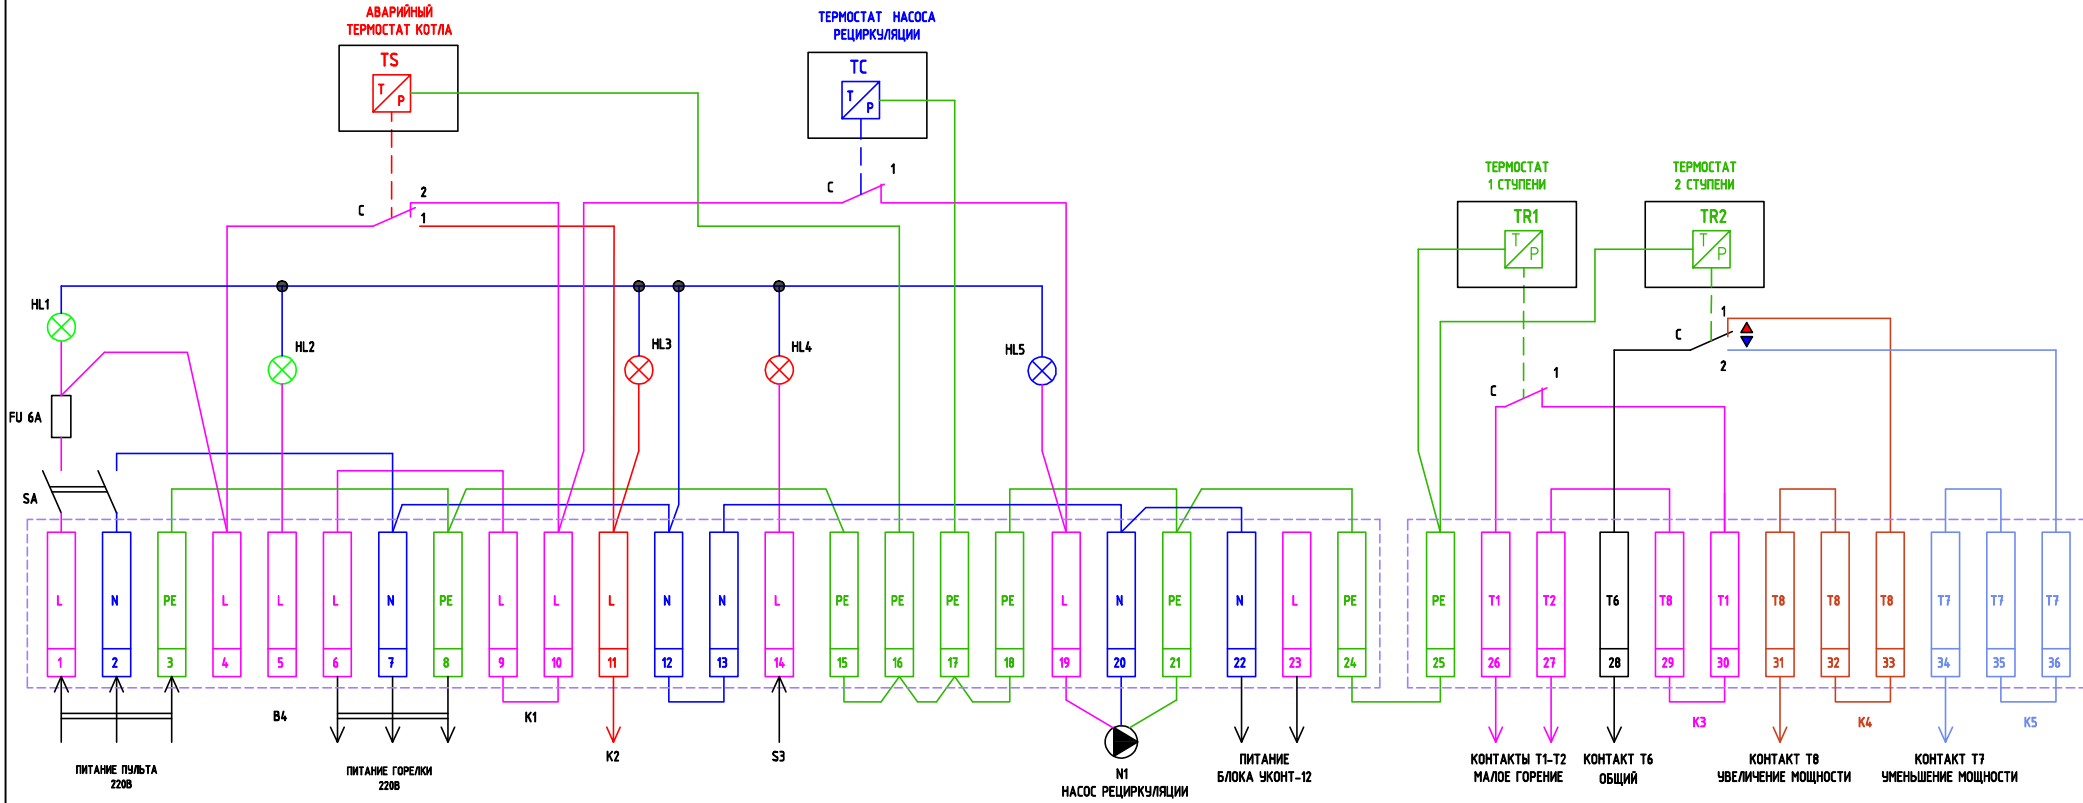 АВАРИЙНЫЙ
ТЕРМОСТАТ КОТЛА
TS
T
P
ТЕРМОСТАТ НАСОСА
РЕЦИРКУЛЯЦИИ
TC
T
P
ТЕРМОСТАТ
1 СТУПЕНИ
TR1
T
P
ТЕРМОСТАТ
2 СТУПЕНИ
TR2
T
P
C
2
1
C
1
C
1
2
C
1
HL1
HL2
HL3
HL4
HL5
FU 6A
SA
L
N
PE
L
L
L
N
PE
L
L
L
N
N
L
PE
PE
PE
PE
L
N
PE
N
L
PE
PE
T1
T2
T6
T8
T1
T8
T8
T8
T7
T7
T7
1
2
3
4
5
6
7
8
9
10
11
12
13
14
15
16
17
18
19
20
21
22
23
24
25
26
27
28
29
30
31
32
33
34
35
36
ПИТАНИЕ ПУЛЬТА
220В
B4
ПИТАНИЕ ГОРЕЛКИ
220В
K1
K2
S3
N1
НАСОС РЕЦИРКУЛЯЦИИ
ПИТАНИЕ
БЛОКА УКОНТ-12
КОНТАКТЫ Т1-Т2
МАЛОЕ ГОРЕНИЕ
КОНТАКТ Т6
ОБЩИЙ
K3
КОНТАКТ Т8
УВЕЛИЧЕНИЕ МОЩНОСТИ
K4
КОНТАКТ Т7
УМЕНЬШЕНИЕ МОЩНОСТИ
K5